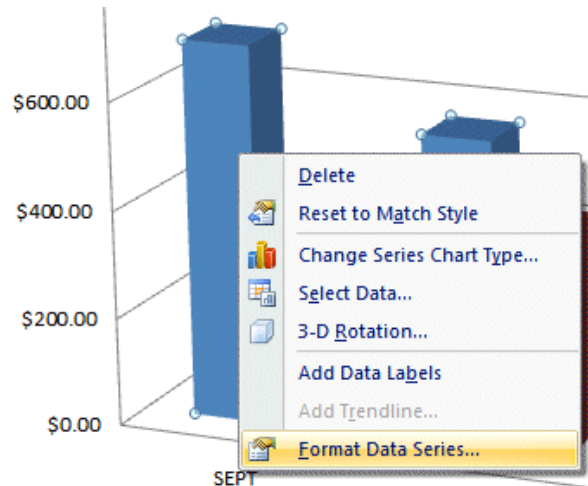 $600.00
$400.00
$200.00
$0.00
SEPT
Delete
Reset to Match Style
Change Series Chart Type...
Select Data...
3-D Rotation...
Add Data Labels
Add Trendline...
Format Data Series...